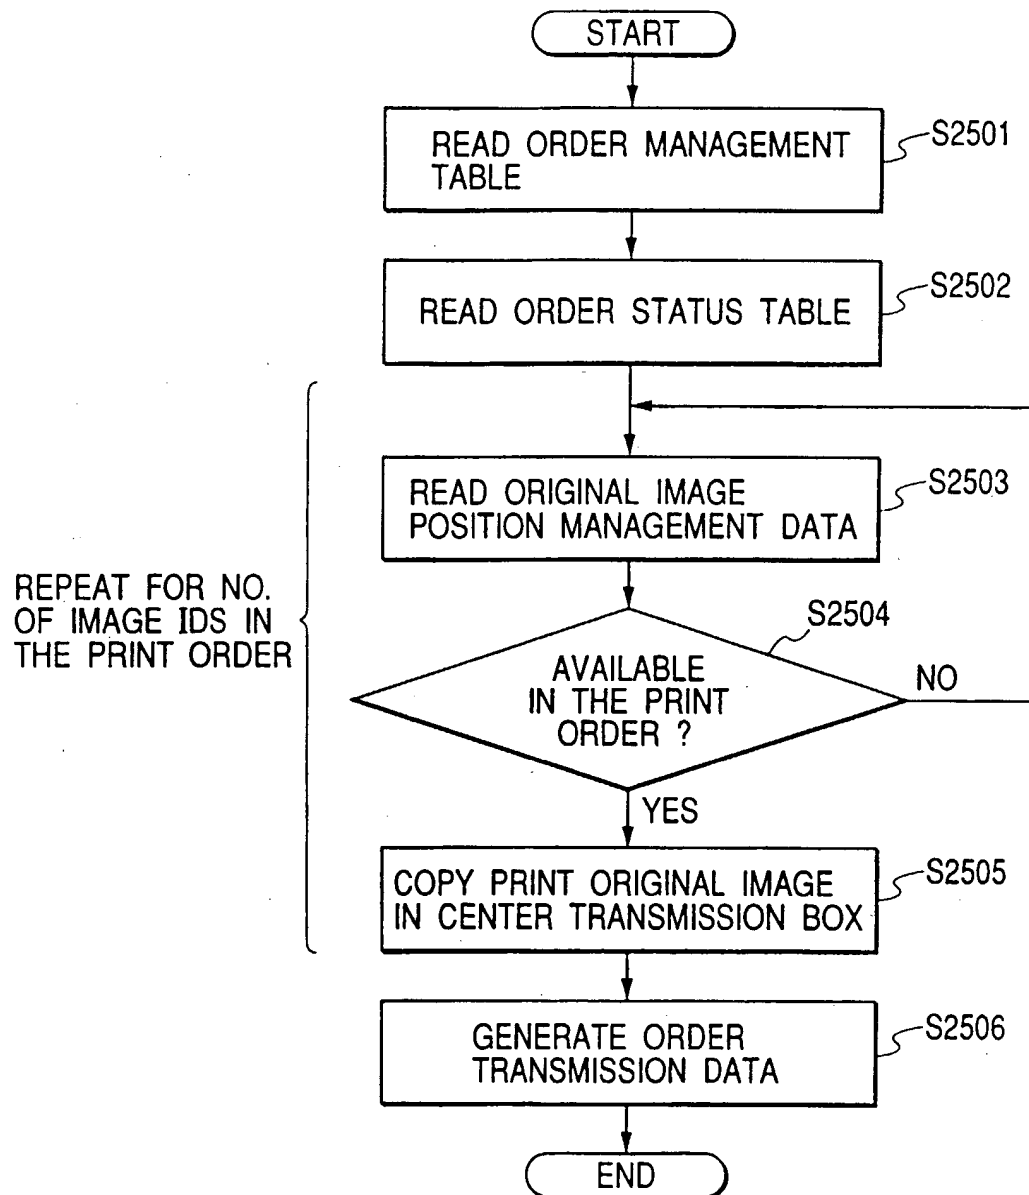 START
READ ORDER MANAGEMENT
TABLE
S2501
READ ORDER STATUS TABLE
S2502
READ ORIGINAL IMAGE
POSITION MANAGEMENT DATA
S2503
REPEAT FOR NO.
OF IMAGE IDS IN
THE PRINT ORDER
S2504
AVAILABLE
IN THE PRINT
ORDER ?
NO
YES
COPY PRINT ORIGINAL IMAGE
IN CENTER TRANSMISSION BOX
S2505
GENERATE ORDER
TRANSMISSION DATA
S2506
END